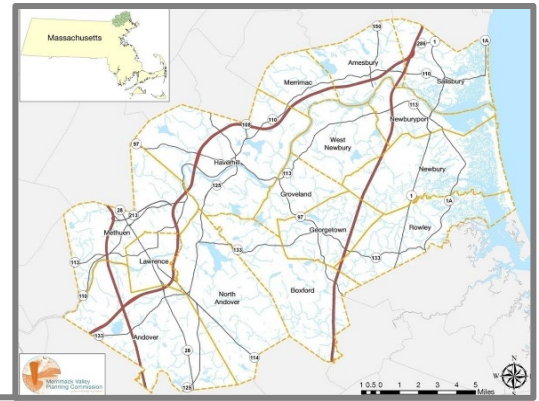 Massachusetts
150
286
1
1A
Amesbury
110
Salisbury
Merrimac
110
108
113
Newburyport
97
West
Newbury
Haverhill
125
113
Newbury
Groveland
1
1A
97
28
213
Georgetown
Rowley
Methuen
133
133
113
Lawrence
110
North
Andover
Boxford
133
Andover
28
114
125
Merrimack Valley
Planning Commission
1 0.5 0 1 2 3 4 5
Miles
N
W
E
S